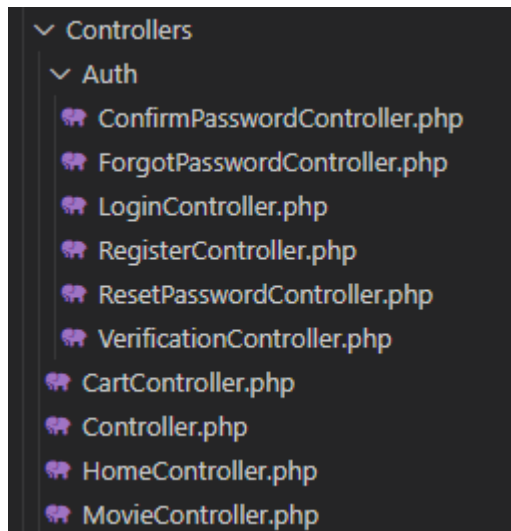 Controllers
Auth
ConfirmPasswordController.php
ForgotPasswordController.php
LoginController.php
RegisterController.php
ResetPasswordController.php
VerificationController.php
CartController.php
Controller.php
HomeController.php
MovieController.php